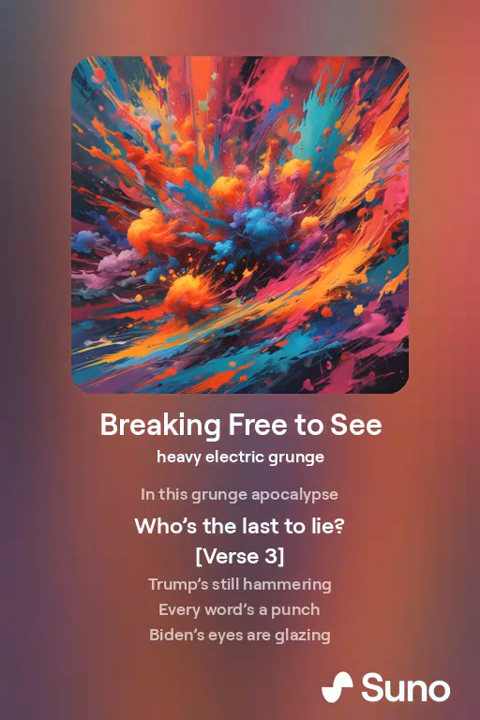 Breaking Free to See
heavy electric grunge
In this grunge apocalypse
Who's the last to lie?
[Verse 3]
Trump's still hammering
Every word's a punch
Biden's eyes are glazing
Suno